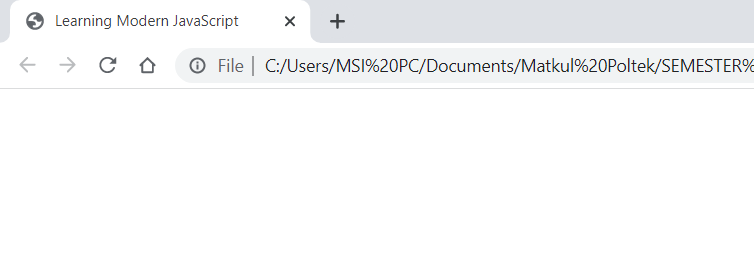 Learning Modern JavaScript
File C:/Users/MSI%20PC/Documents/Matkul%20Poltek/SEMESTER%